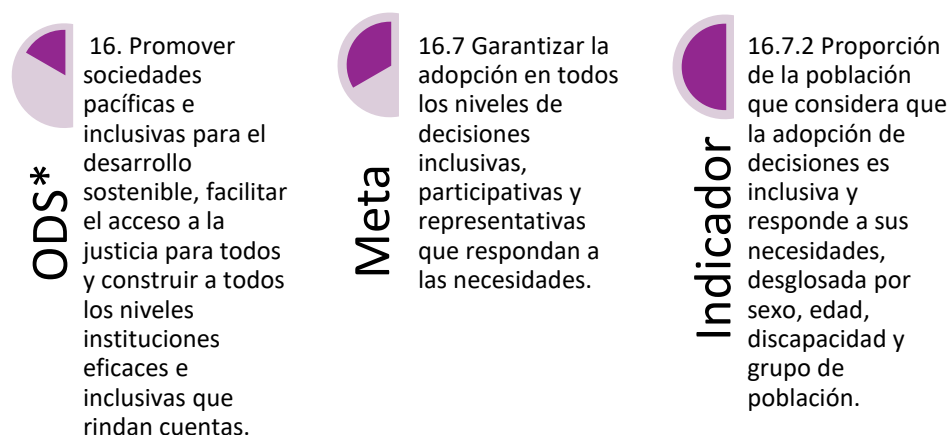 ODS*
16. Promover
sociedades
pacíficas e
inclusivas para el
desarrollo
sostenible, facilitar
el acceso a la
justicia para todos
y construir a todos
los niveles
instituciones
eficaces e
inclusivas que
rindan cuentas.
Meta
16.7 Garantizar la
adopción en todos
los niveles de
decisiones
inclusivas,
participativas y
representativas
que respondan a
las necesidades.
Indicador
16.7.2 Proporción
de la población
que considera que
la adopción de
decisiones es
inclusiva y
responde a sus
necesidades,
desglosada por
sexo, edad,
discapacidad y
grupo de
población.